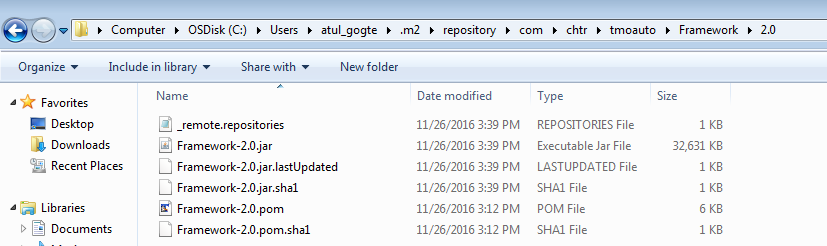 Computer OSDisk (C:) Users atul_gogte .m2 repository com chtr tmoauto Framework 2.0
Organize Include in library Share with New folder
Favorites
Desktop
Downloads
Recent Places
Libraries
Documents
Name Date modified Type Size
_remote.repositories 11/26/2016 3:39 PM REPOSITORIES File 1 KB
Framework-2.0.jar 11/26/2016 3:39 PM Executable Jar File 32,631 KB
Framework-2.0.jar.lastUpdated 11/26/2016 3:39 PM LASTUPDATED File 1 KB
Framework-2.0.jar.sha1 11/26/2016 3:39 PM SHA1 File 1 KB
Framework-2.0.pom 11/26/2016 3:12 PM POM File 6 KB
Framework-2.0.pom.sha1 11/26/2016 3:12 PM SHA1 File 1 KB